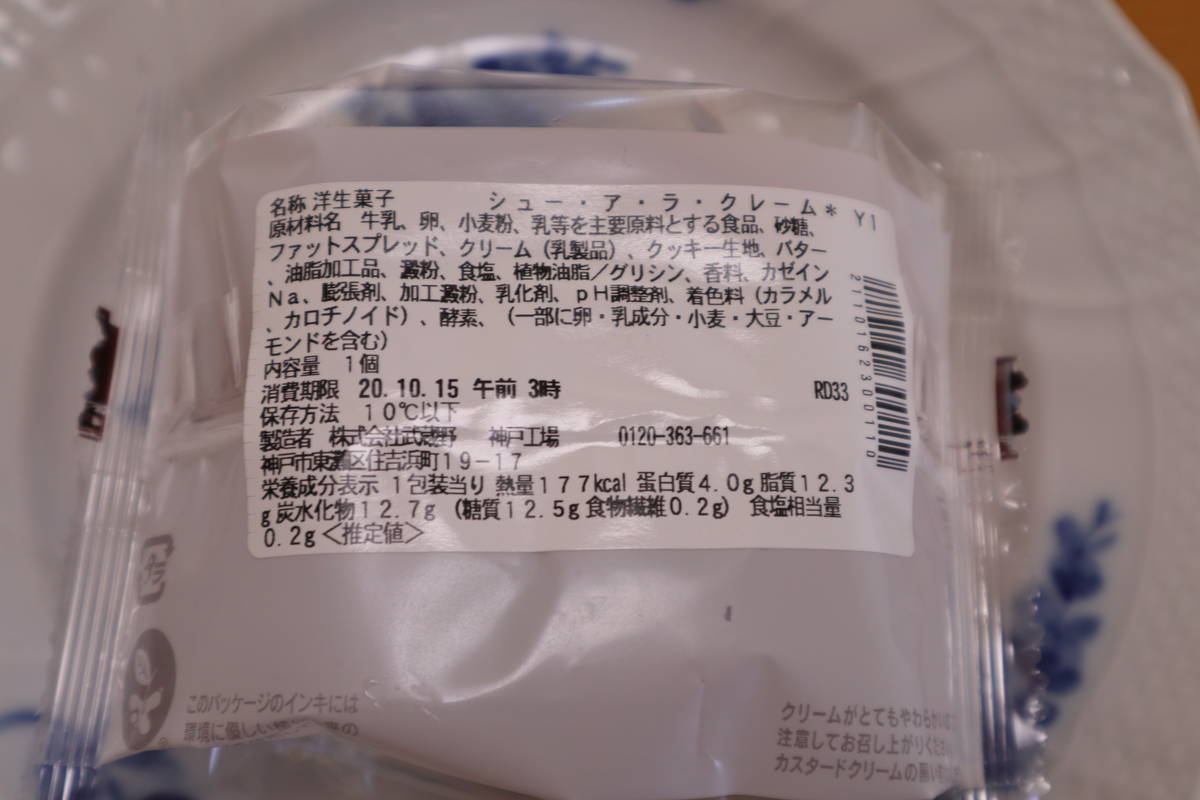 名称 洋生菓子 シュー・ア・ラ・クレーム* Y1
原材料名 牛乳、卵、小麦粉、乳等を主要原料とする食品、砂糖、
ファットスプレッド、クリーム（乳製品）、クッキー生地、バター
、油脂加工品、澱粉、食塩、植物油脂／グリシン、香料、カゼイン
Na、膨張剤、加工澱粉、乳化剤、pH調整剤、着色料（カラメル
、カロチノイド）、酵素、（一部に卵・乳成分・小麦・大豆・アー
モンドを含む）
内容量 1個
消費期限 20.10.15 午前 3時 RD33
保存方法 10℃以下
製造者 株式会社武蔵野 神戸工場 0120-363-661
神戸市東灘区住吉浜町19-17
栄養成分表示 1包装当り 熱量177kcal 蛋白質4.0g 脂質12.3
g 炭水化物12.7g （糖質12.5g 食物繊維0.2g） 食塩相当量
0.2g＜推定値＞
2110162300110
プラ
このパッケージのインキには
環境に優しい
クリームがとてもやわらかい
注意してお召し上がりくだ
カスタードクリームの黒い